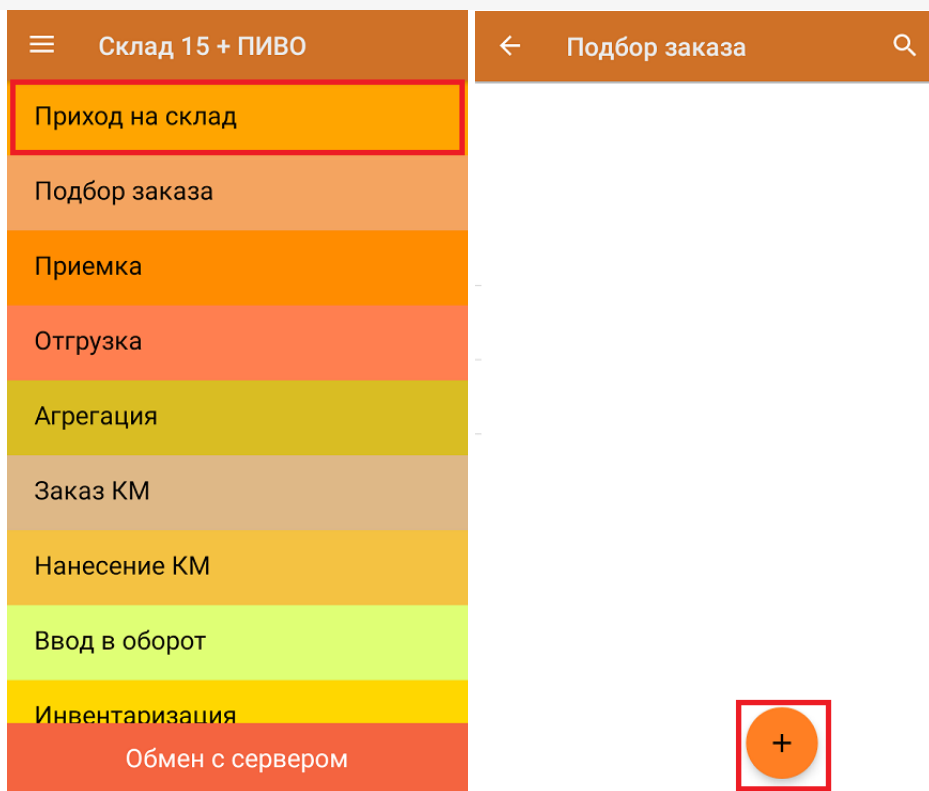 Склад 15 + ПИВО
Приход на склад
Подбор заказа
Приемка
Отгрузка
Агрегация
Заказ КМ
Нанесение КМ
Ввод в оборот
Инвентаризация
Обмен с сервером
Подбор заказа
+